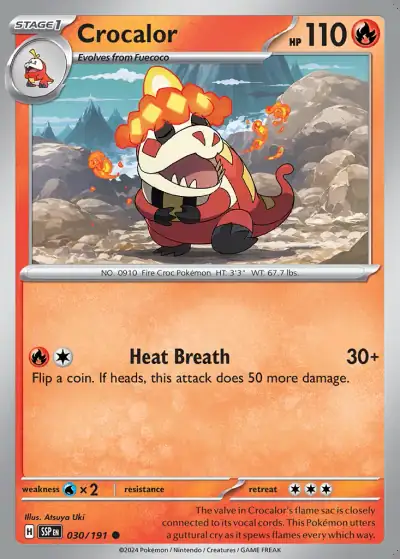 STAGE1
Crocalor
HP 110
Evolves from Fuecoco
NO. 0910 Fire Croc Pokémon HT: 3'3" WT: 67.7 lbs.
Heat Breath 30+
Flip a coin. If heads, this attack does 50 more damage.
weakness ×2 resistance retreat
Illus. Atsuya Uki
H SSP EN 030/191
The valve in Crocalor's flame sac is closely
connected to its vocal cords. This Pokémon utters
a guttural cry as it spews flames every which way.
©2024 Pokémon / Nintendo / Creatures / GAME FREAK